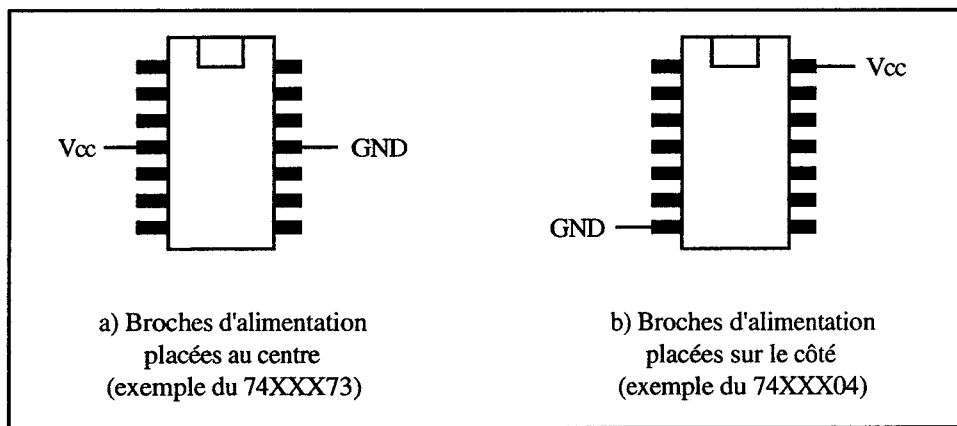 Vcc
GND
Vcc
GND
a) Broches d'alimentation
placées au centre
(exemple du 74XXX73)
b) Broches d'alimentation
placées sur le côté
(exemple du 74XXX04)